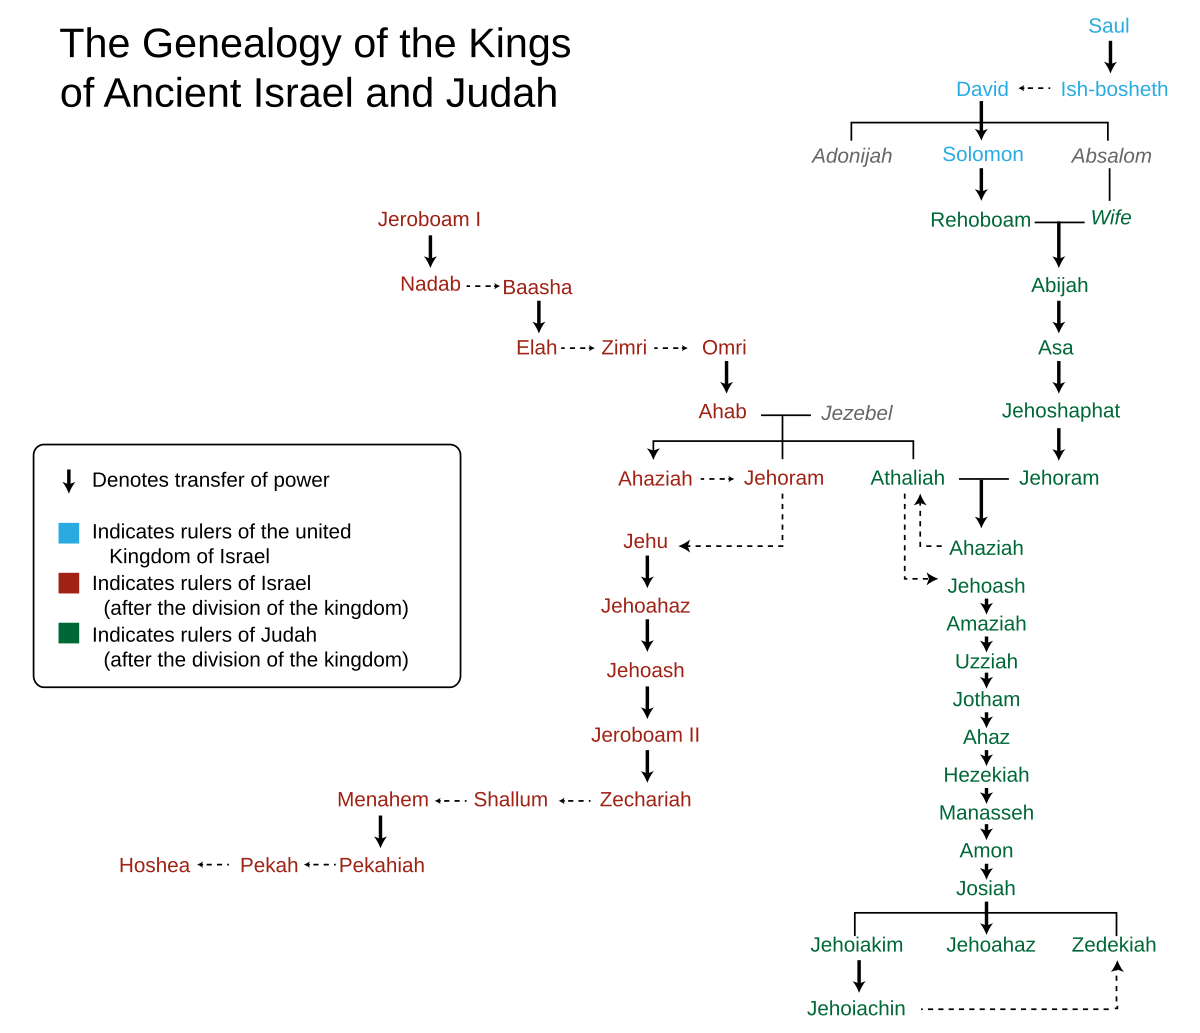 The Genealogy of the Kings
of Ancient Israel and Judah
Saul
David
Ish-bosheth
Adonijah
Solomon
Absalom
Jeroboam I
Rehoboam
Wife
Nadab
Baasha
Abijah
Elah
Zimri
Omri
Asa
Ahab
Jezebel
Jehoshaphat
Ahaziah
Jehoram
Athaliah
Jehoram
Denotes transfer of power
Indicates rulers of the united
Kingdom of Israel
Indicates rulers of Israel
(after the division of the kingdom)
Indicates rulers of Judah
(after the division of the kingdom)
Jehu
Ahaziah
Jehoahaz
Jehoash
Jehoash
Amaziah
Uzziah
Jeroboam II
Jotham
Ahaz
Hezekiah
Menahem
Shallum
Zechariah
Manasseh
Amon
Hoshea
Pekah
Pekahiah
Josiah
Jehoiakim
Jehoahaz
Zedekiah
Jehoiachin